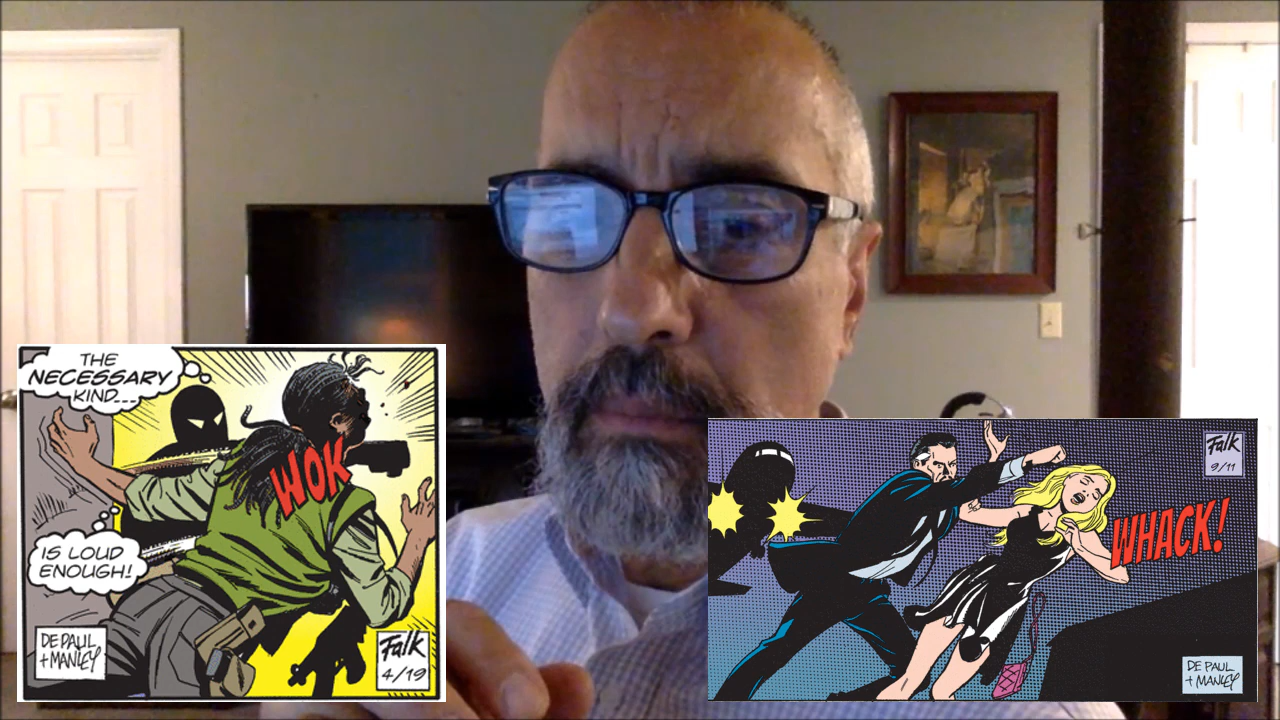 THE
NECESSARY
KIND...
WOK
IS LOUD
ENOUGH!
DE PAUL
+ MANLEY
Falk
4/19
Falk
9/11
WHACK!
DE PAUL
+ MANLEY